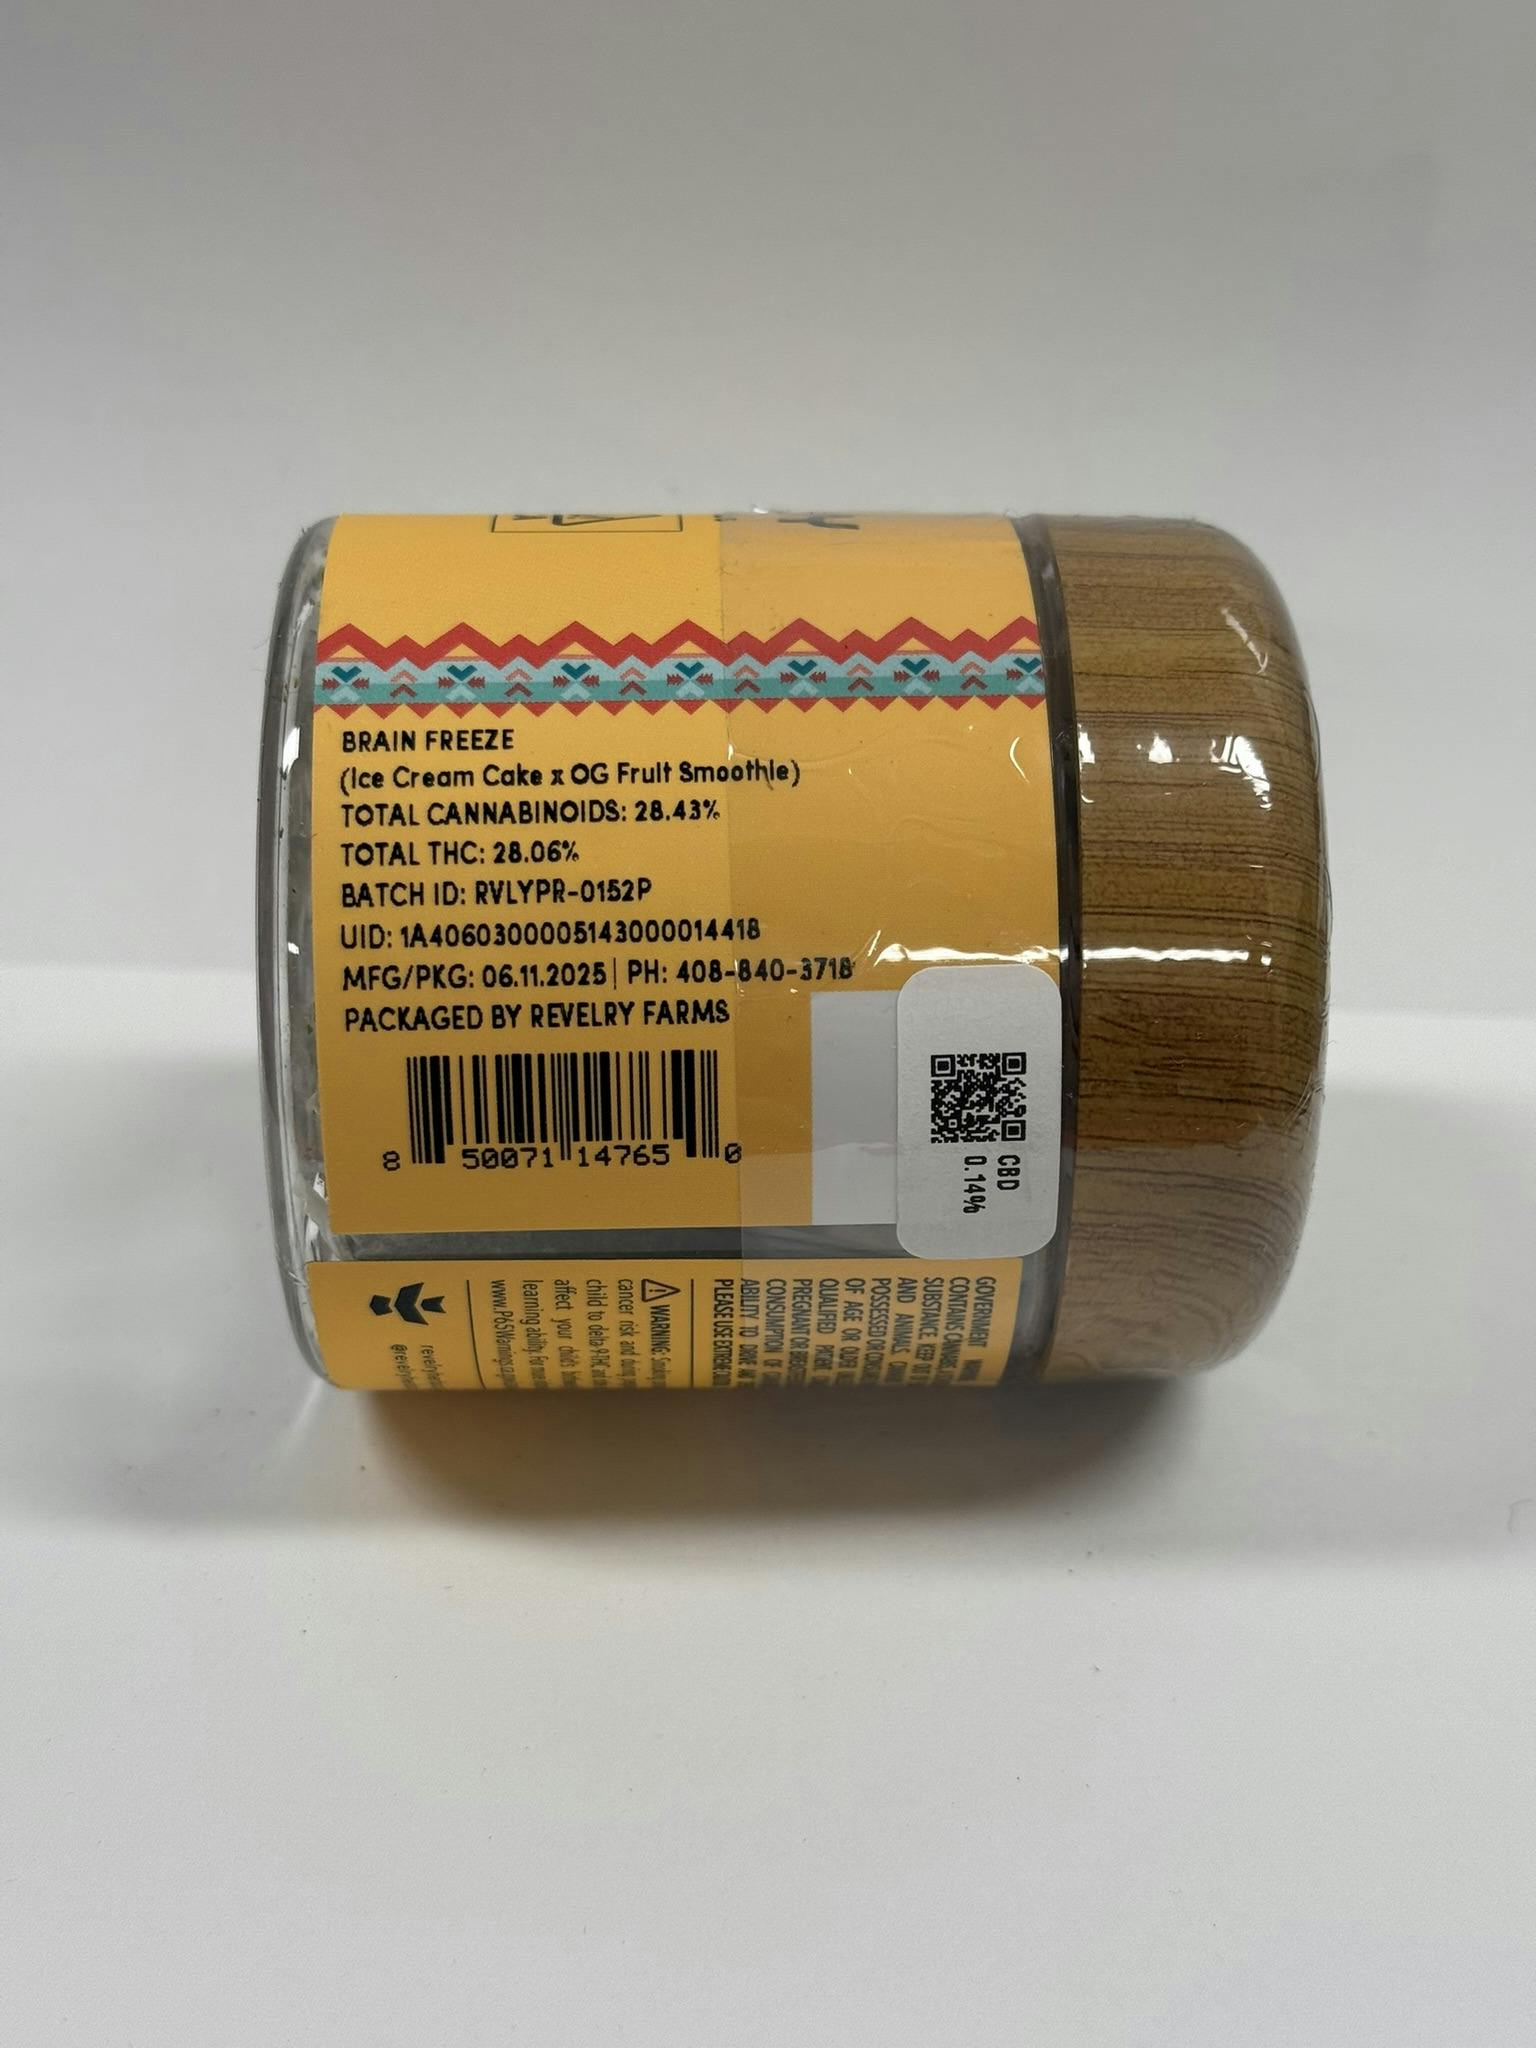 BRAIN FREEZE
(Ice Cream Cake x OG Fruit Smoothie)
TOTAL CANNABINOIDS: 28.43%
TOTAL THC: 28.06%
BATCH ID: RVLYPR-0152P
UID: 1A4060300005143000014418
MFG/PKG: 06.11.2025 | PH: 408-840-3718
PACKAGED BY REVELRY FARMS
8 50071 14765 0
CBD
0.14%
GOVERNMENT
CONTAINS CANNABIS
SUBSTANCE. KEEP OUT
AND ANIMALS.
POSSESSED OR
OF AGE OR OLDER
QUALIFIED PATIENT.
PREGNANT OR
CONSUMPTION OF
ABILITY TO DRIVE
PLEASE USE EXTREME
WARNING:
cancer risk and
child to delta-9-THC and
affect your child's
learning ability. For